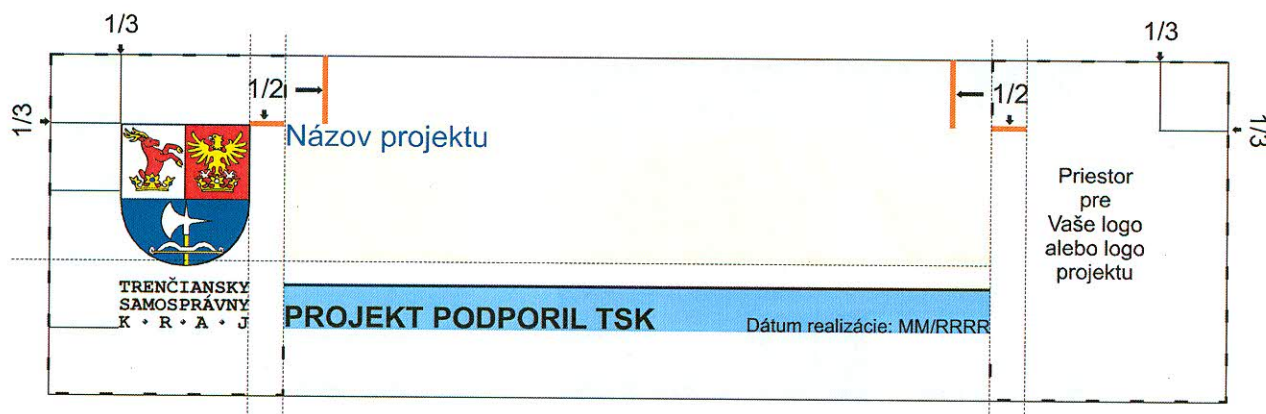 1/3
1/3
1/3
1/2
1/2
1/3
Názov projektu
Priestor
pre
Vaše logo
alebo logo
projektu
TRENČIANSKY
SAMOSPRÁVNY
K · R · A · J
PROJEKT PODPORIL TSK
Dátum realizácie: MM/RRRR